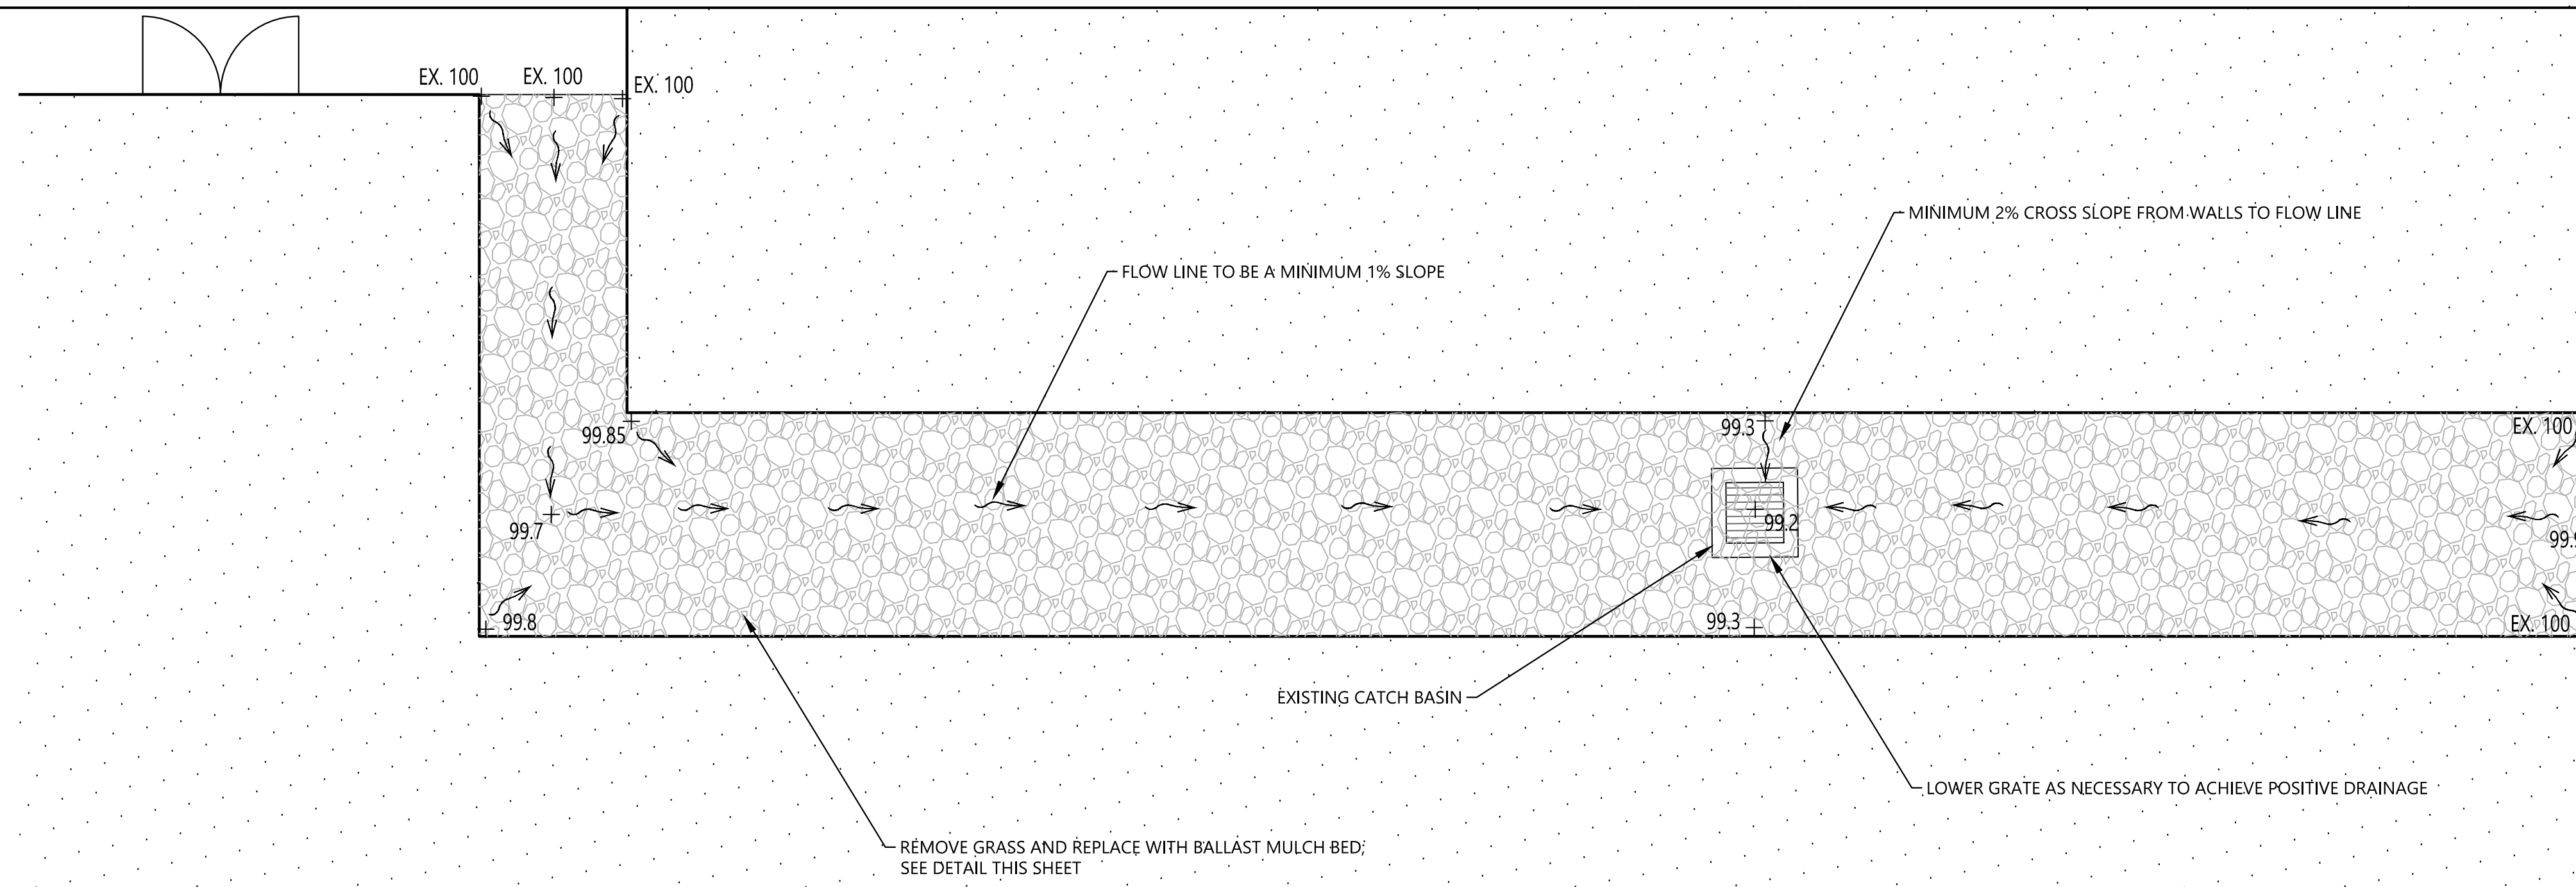 EX. 100
EX. 100
EX. 100
MINIMUM 2% CROSS SLOPE FROM WALLS TO FLOW LINE
FLOW LINE TO BE A MINIMUM 1% SLOPE
99.85
99.3
EX. 100
99.7
99.2
99.8
99.3
EX. 100
EXISTING CATCH BASIN
LOWER GRATE AS NECESSARY TO ACHIEVE POSITIVE DRAINAGE
REMOVE GRASS AND REPLACE WITH BALLAST MULCH BED;
SEE DETAIL THIS SHEET